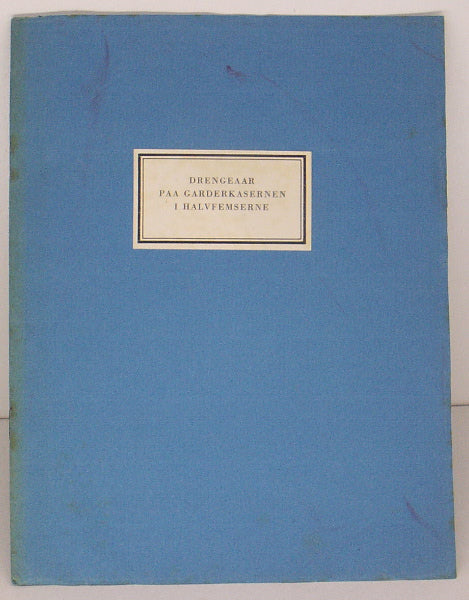 DRENGEAAR
PAA GARDERKASERNEN
I HALVFEMSERNE